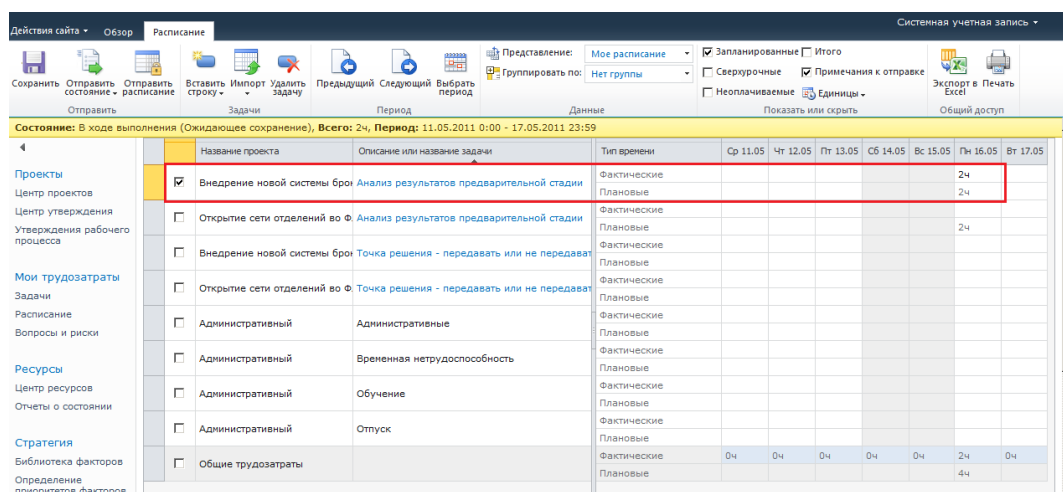 Системная учетная запись
Действия сайта Обзор Расписание
Сохранить Отправить состояние Отправить расписание Вставить строку Импорт Удалить задачу Предыдущий Следующий Выбрать период
Представление: Мое расписание
Группировать по: Нет группы
Запланированные Итого
Сверхурочные Примечания к отправке
Неоплачиваемые Единицы
Экспорт в Excel Печать
Отправить Задачи Период Данные Показать или скрыть Общий доступ
Состояние: В ходе выполнения (Ожидающее сохранение), Всего: 2ч, Период: 11.05.2011 0:00 - 17.05.2011 23:59
Проекты
Центр проектов
Центр утверждения
Утверждения рабочего
процесса
Мои трудозатраты
Задачи
Расписание
Вопросы и риски
Ресурсы
Центр ресурсов
Отчеты о состоянии
Стратегия
Библиотека факторов
Определение
приоритетов факторов
Название проекта Описание или название задачи Тип времени Ср 11.05 Чт 12.05 Пт 13.05 Сб 14.05 Вс 15.05 Пн 16.05 Вт 17.05
Внедрение новой системы брон Анализ результатов предварительной стадии
Фактические 2ч
Плановые 2ч
Открытие сети отделений во Ф Анализ результатов предварительной стадии
Фактические
Плановые 2ч
Внедрение новой системы брон Точка решения - передавать или не передават
Фактические
Плановые
Открытие сети отделений во Ф Точка решения - передавать или не передават
Фактические
Плановые
Административный Административные
Фактические
Плановые
Административный Временная нетрудоспособность
Фактические
Плановые
Административный Обучение
Фактические
Плановые
Административный Отпуск
Фактические
Плановые
Общие трудозатраты
Фактические 0ч 0ч 0ч 0ч 0ч 2ч 0ч
Плановые 4ч